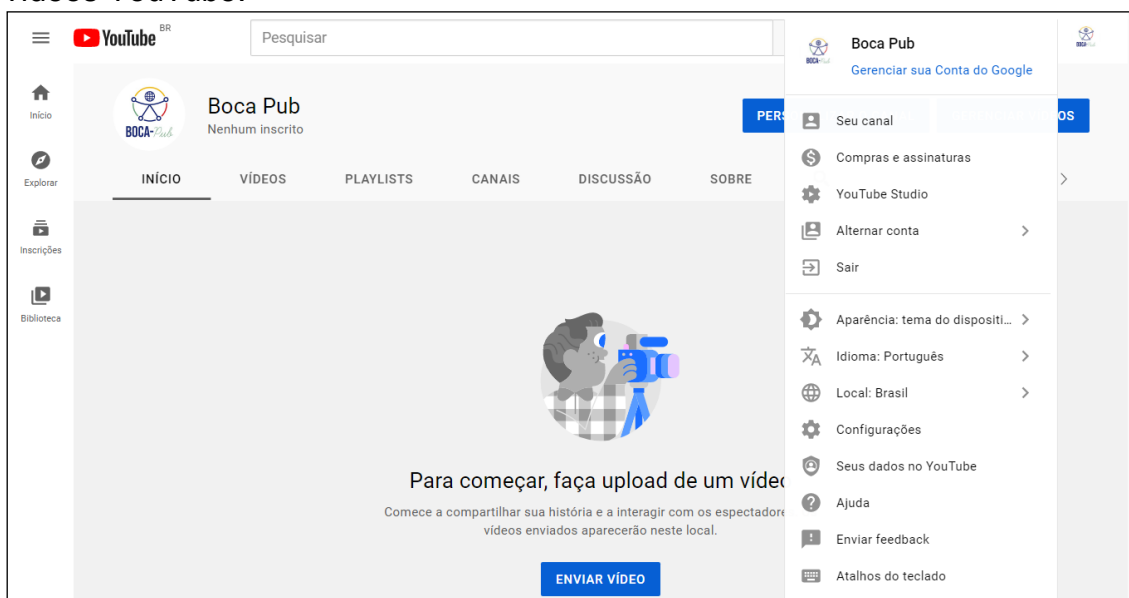 YouTube BR
Pesquisar
Boca Pub
Gerenciar sua Conta do Google
Início
Explorar
Inscrições
Biblioteca
BOCA-Pub
Boca Pub
Nenhum inscrito
INÍCIO VÍDEOS PLAYLISTS CANAIS DISCUSSÃO SOBRE
Seu canal
Compras e assinaturas
YouTube Studio
Alternar conta
Sair
Aparência: tema do dispositi...
Idioma: Português
Local: Brasil
Configurações
Seus dados no YouTube
Ajuda
Enviar feedback
Atalhos do teclado
Para começar, faça upload de um víde
Comece a compartilhar sua história e a interagir com os espectadore
vídeos enviados aparecerão neste local.
ENVIAR VÍDEO